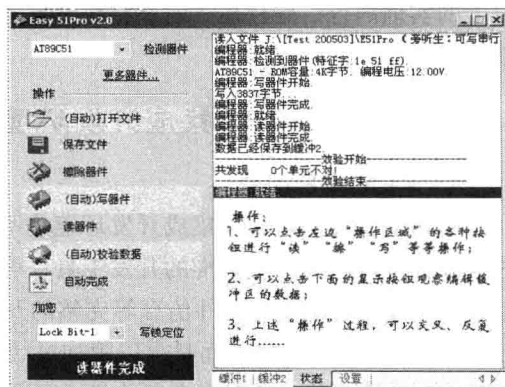 Easy 51Pro v2.0
AT89C51 检测器件
更多器件...
操作
(自动)打开文件
保存文件
擦除器件
(自动)写器件
读器件
(自动)校验数据
自动完成
加密
Lock Bit-1 写锁定位
读器件完成
读入文件 J:\[Test 200503]\E51Pro ( 旁听生:可写串行
编程器:就绪.
编程器:检测到器件(特征字:1e 51 ff).
AT89C51 - ROM容量:4K字节. 编程电压:12.00V
编程器:写器件开始.
写入3837字节...
编程器:写器件完成.
编程器:就绪.
编程器:读器件开始.
编程器:读器件完成.
数据已经保存到缓冲2.
效验开始
共发现 0个单元不对!
效验结束
编程器:就绪.
操作:
1、可以点击左边“操作区域”的各种按
钮进行“读”“擦”“写”等等操作;
2、可以点击下面的显示按钮观察编辑缓
冲区的数据;
3、上述“操作”过程,可以交叉、反复
进行......
缓冲1 缓冲2 状态 设置